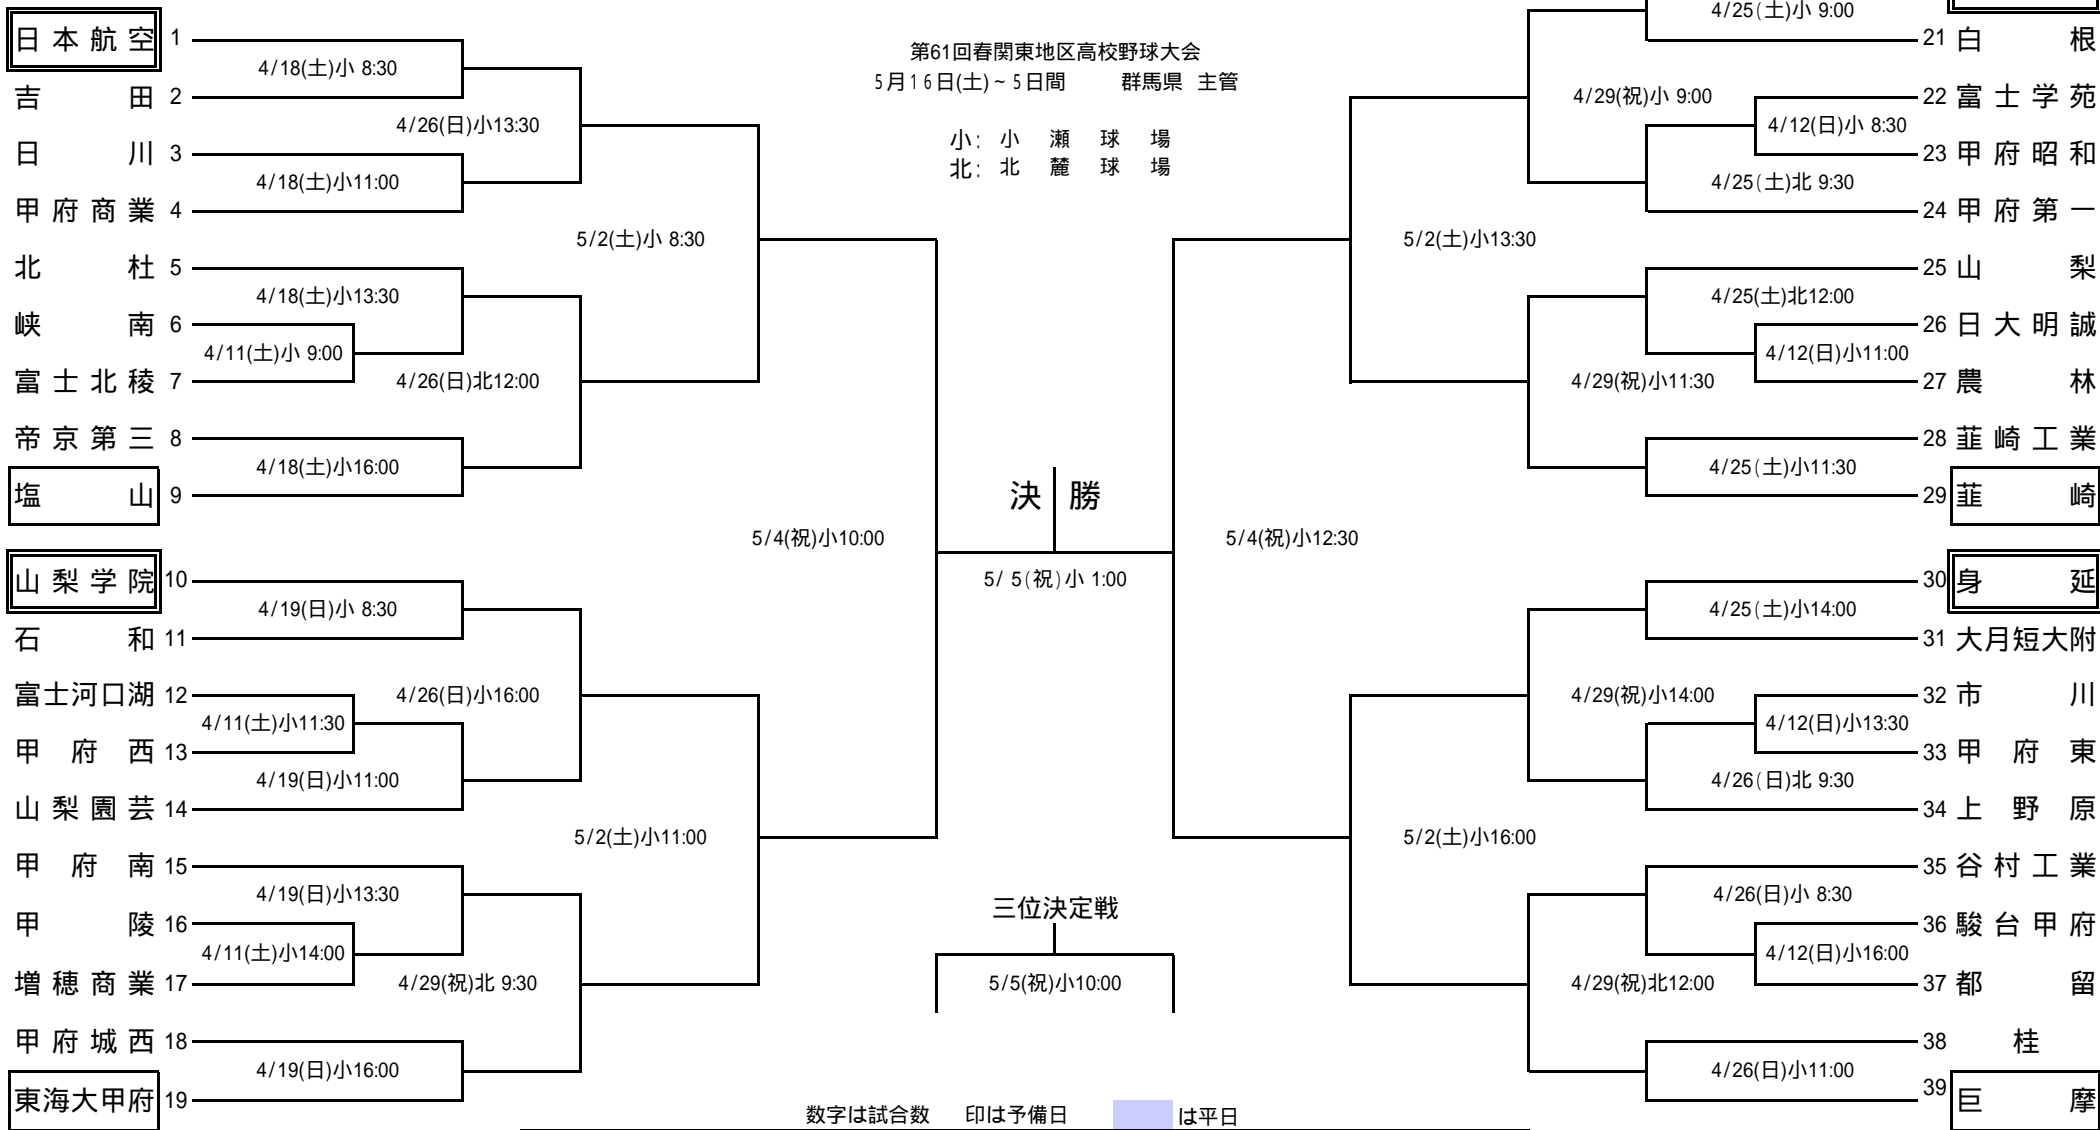 第61回春関東地区高校野球大会
5月16日(土)~5日間 群馬県 主管
小: 小瀬球場
北: 北麓球場
日本航空 1
4/18(土)小 8:30
吉田 2
4/26(日)小13:30
日川 3
4/18(土)小11:00
甲府商業 4
5/2(土)小 8:30
北杜 5
4/18(土)小13:30
峡南 6
4/11(土)小 9:00
富士北稜 7
4/26(日)北12:00
帝京第三 8
4/18(土)小16:00
塩山 9
5/4(祝)小10:00
山梨学院 10
4/19(日)小 8:30
石和 11
富士河口湖 12
4/26(日)小16:00
4/11(土)小11:30
甲府西 13
4/19(日)小11:00
山梨園芸 14
5/2(土)小11:00
甲府南 15
4/19(日)小13:30
甲陵 16
4/11(土)小14:00
増穂商業 17
4/29(祝)北 9:30
甲府城西 18
4/19(日)小16:00
東海大甲府 19
決勝
5/5(祝)小 1:00
三位決定戦
5/5(祝)小10:00
4/25(土)小 9:00
21 白根
4/29(祝)小 9:00
22 富士学苑
4/12(日)小 8:30
23 甲府昭和
4/25(土)北 9:30
24 甲府第一
5/2(土)小13:30
25 山梨
4/25(土)北12:00
26 日大明誠
4/12(日)小11:00
27 農林
4/29(祝)小11:30
28 韮崎工業
4/25(土)小11:30
29 韮崎
5/4(祝)小12:30
30 身延
4/25(土)小14:00
31 大月短大附
4/29(祝)小14:00
32 市川
4/12(日)小13:30
33 甲府東
4/26(日)北 9:30
34 上野原
5/2(土)小16:00
35 谷村工業
4/26(日)小 8:30
36 駿台甲府
4/12(日)小16:00
37 都留
4/29(祝)北12:00
38 桂
4/26(日)小11:00
39 巨摩
数字は試合数 印は予備日 は平日